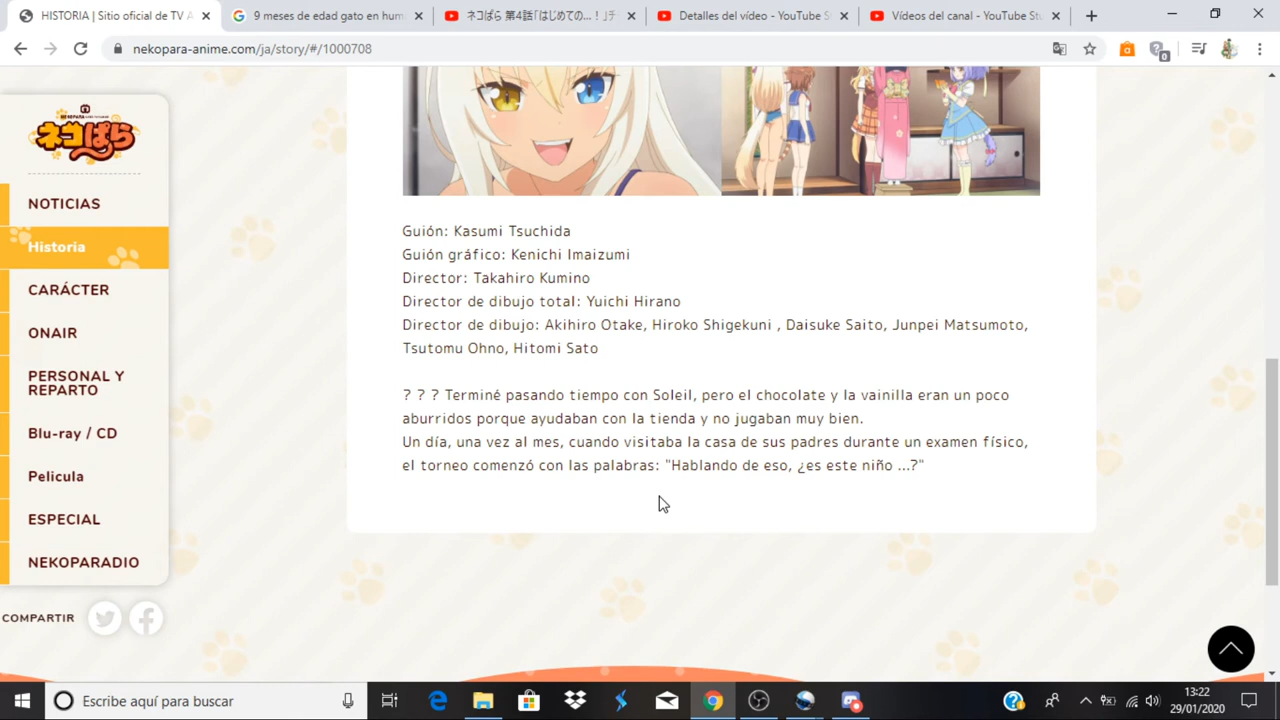 HISTORIA | Sitio oficial de TV A
9 meses de edad gato en hum
ネコぱら 第4話「はじめての…！」テ
Detalles del vídeo - YouTube S
Vídeos del canal - YouTube Stu
nekopara-anime.com/ja/story/#/1000708
ネコぱら
NOTICIAS
Historia
CARÁCTER
ONAIR
PERSONAL Y
REPARTO
Blu-ray / CD
Pelicula
ESPECIAL
NEKOPARADIO
COMPARTIR
Guión: Kasumi Tsuchida
Guión gráfico: Kenichi Imaizumi
Director: Takahiro Kumino
Director de dibujo total: Yuichi Hirano
Director de dibujo: Akihiro Otake, Hiroko Shigekuni , Daisuke Saito, Junpei Matsumoto,
Tsutomu Ohno, Hitomi Sato
? ? ? Terminé pasando tiempo con Soleil, pero el chocolate y la vainilla eran un poco
aburridos porque ayudaban con la tienda y no jugaban muy bien.
Un día, una vez al mes, cuando visitaba la casa de sus padres durante un examen físico,
el torneo comenzó con las palabras: "Hablando de eso, ¿es este niño ...?"
Escribe aquí para buscar
13:22
29/01/2020